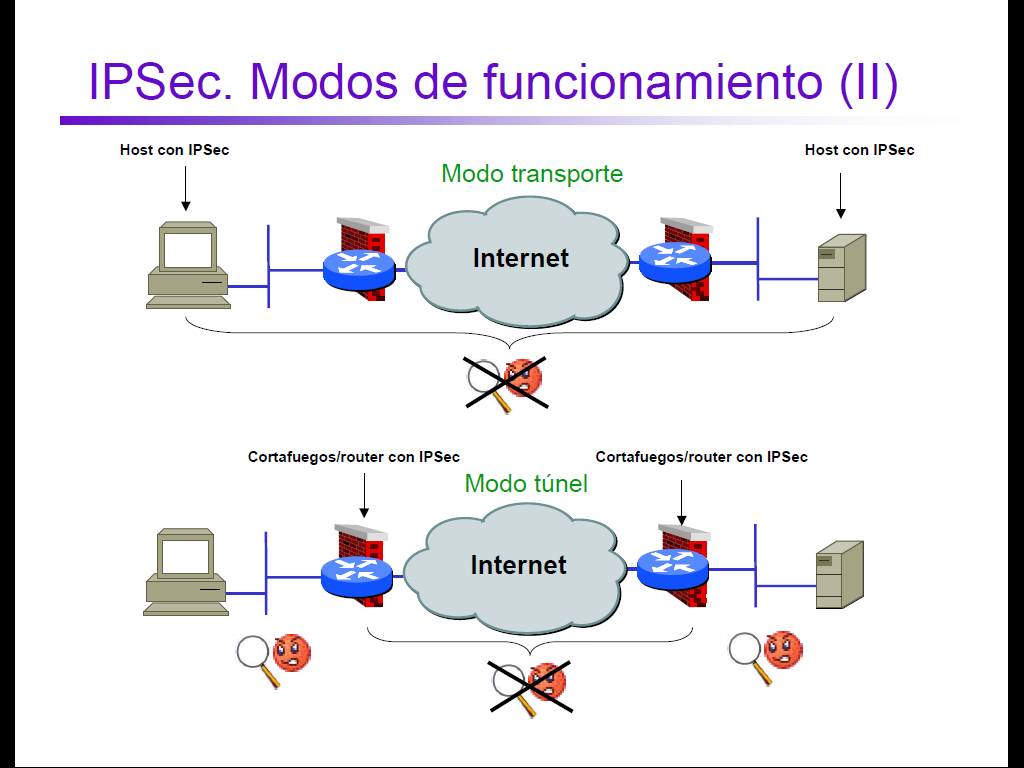 IPSec. Modos de funcionamiento (II)
Host con IPSec
Host con IPSec
Modo transporte
Internet
Cortafuegos/router con IPSec
Cortafuegos/router con IPSec
Modo túnel
Internet